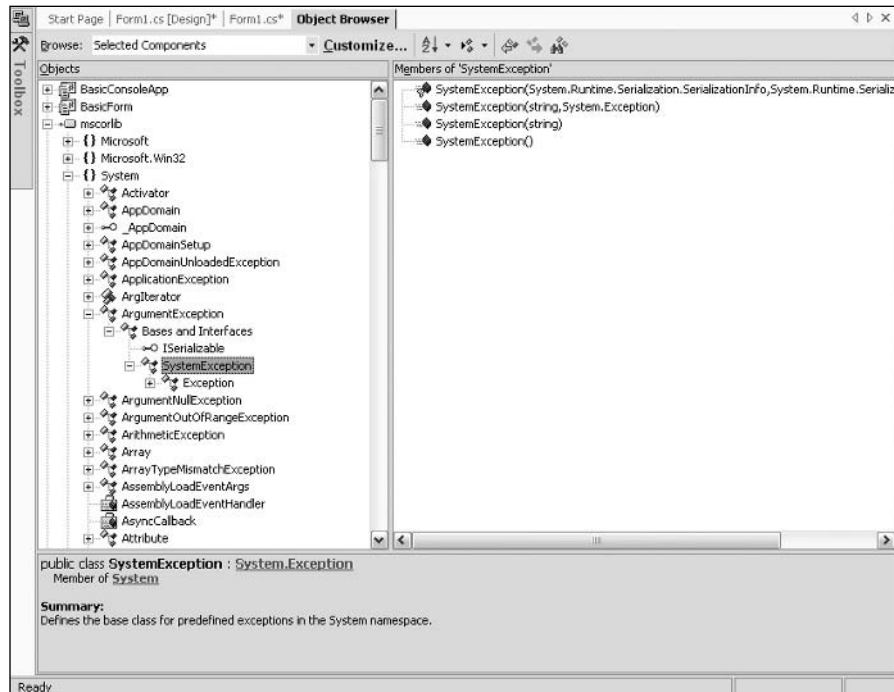 Start Page | Form1.cs [Design]* | Form1.cs* | Object Browser
Browse: Selected Components Customize...
Toolbox
Objects
BasicConsoleApp
BasicForm
mscorlib
{} Microsoft
{} Microsoft.Win32
{} System
Activator
AppDomain
_AppDomain
AppDomainSetup
AppDomainUnloadedException
ApplicationException
ArgIterator
ArgumentException
Bases and Interfaces
ISerializable
SystemException
Exception
ArgumentNullException
ArgumentOutOfRangeException
ArithmeticException
Array
ArrayTypeMismatchException
AssemblyLoadEventArgs
AssemblyLoadEventHandler
AsyncCallback
Attribute
Members of 'SystemException'
SystemException(System.Runtime.Serialization.SerializationInfo,System.Runtime.Serializ
SystemException(string,System.Exception)
SystemException(string)
SystemException()
public class SystemException : System.Exception
Member of System
Summary:
Defines the base class for predefined exceptions in the System namespace.
Ready